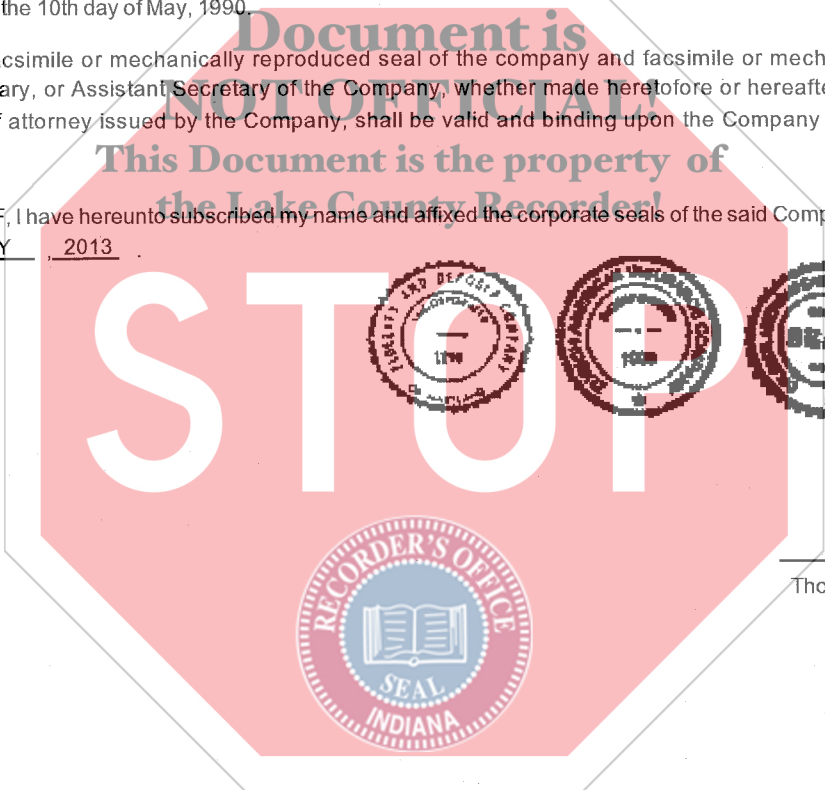 the 10th day of May, 1990.
Document is
csimile or mechanically reproduced seal of the company and facsimile or mech
ary, or Assistant Secretary of the Company, whether made heretofore or hereafte
NOT OFFICIAL!
f attorney issued by the Company, shall be valid and binding upon the Company
This Document is the property of
the Lake County Recorder!
F, I have hereunto subscribed my name and affixed the corporate seals of the said Comp
Y , 2013 .
STOP
AND DEPOSIT COMPANY
RECORDER'S OFFICE
SEAL
INDIANA
Tho